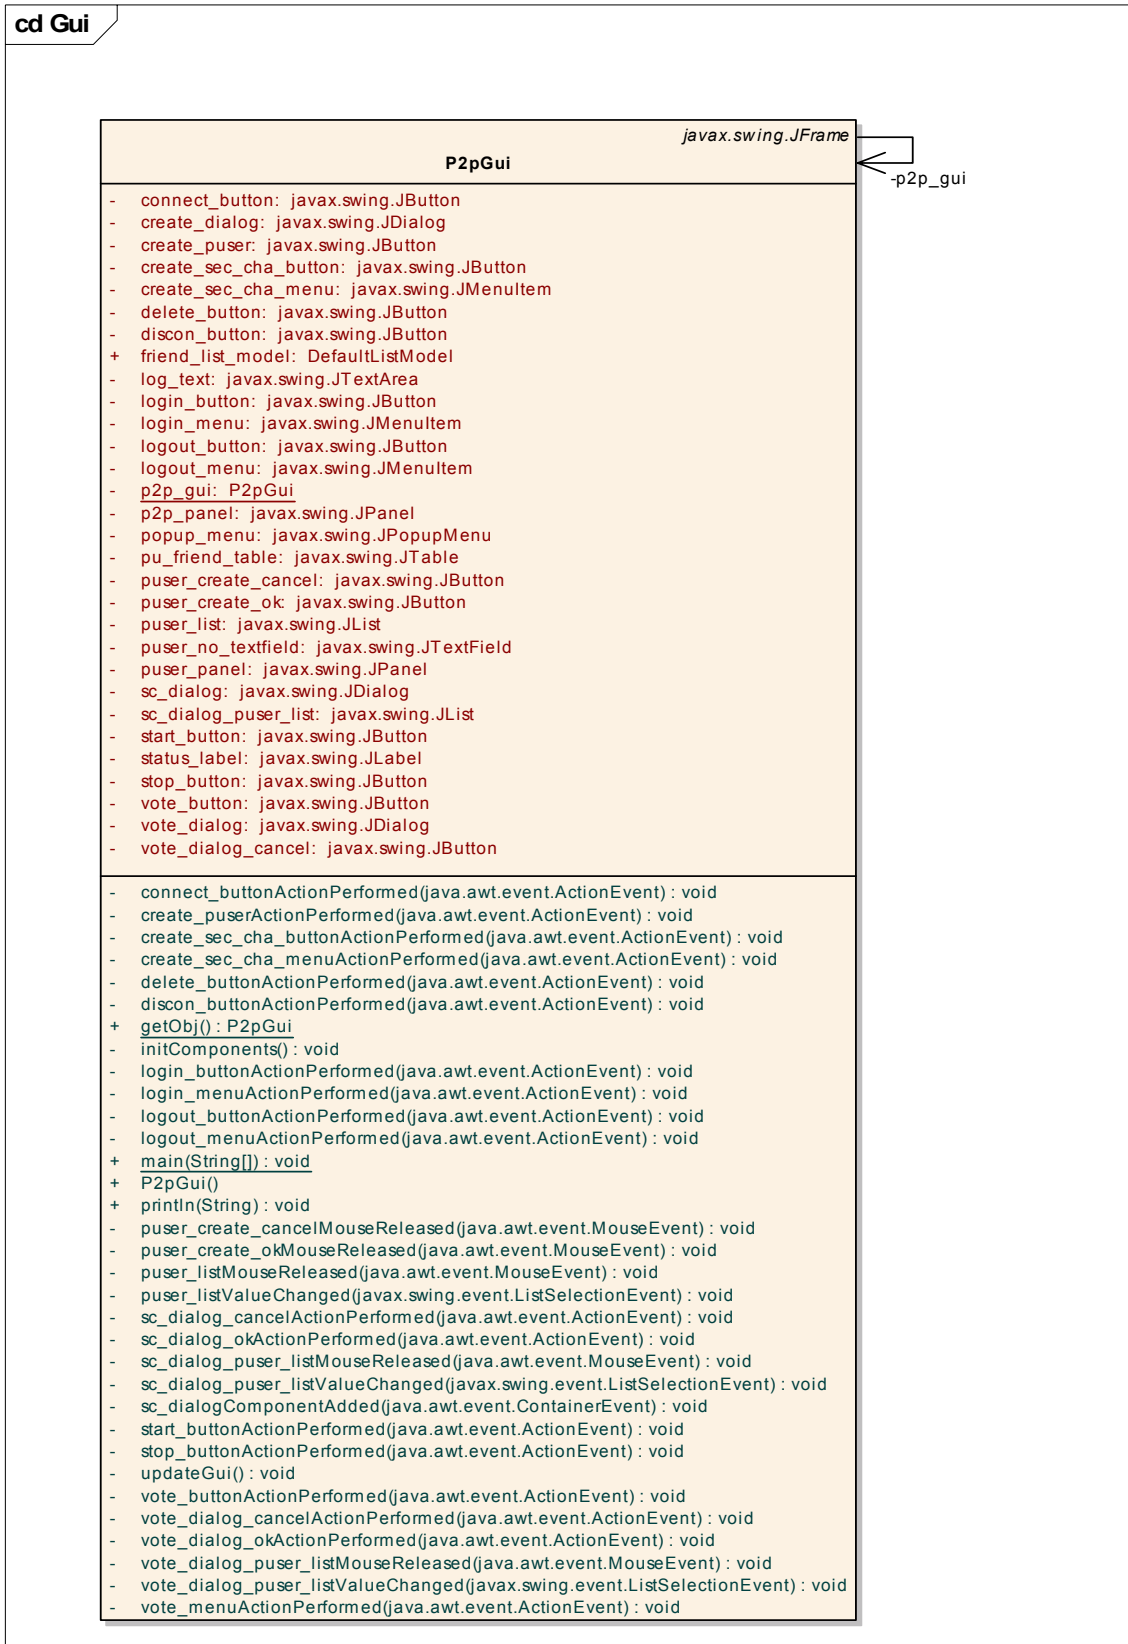 cd Gui
javax.swing.JFrame
P2pGui
-p2p_gui
- connect_button: javax.swing.JButton
- create_dialog: javax.swing.JDialog
- create_puser: javax.swing.JButton
- create_sec_cha_button: javax.swing.JButton
- create_sec_cha_menu: javax.swing.JMenuItem
- delete_button: javax.swing.JButton
- discon_button: javax.swing.JButton
+ friend_list_model: DefaultListModel
- log_text: javax.swing.JTextArea
- login_button: javax.swing.JButton
- login_menu: javax.swing.JMenuItem
- logout_button: javax.swing.JButton
- logout_menu: javax.swing.JMenuItem
- p2p_gui: P2pGui
- p2p_panel: javax.swing.JPanel
- popup_menu: javax.swing.JPopupMenu
- pu_friend_table: javax.swing.JTable
- puser_create_cancel: javax.swing.JButton
- puser_create_ok: javax.swing.JButton
- puser_list: javax.swing.JList
- puser_no_textfield: javax.swing.JTextField
- puser_panel: javax.swing.JPanel
- sc_dialog: javax.swing.JDialog
- sc_dialog_puser_list: javax.swing.JList
- start_button: javax.swing.JButton
- status_label: javax.swing.JLabel
- stop_button: javax.swing.JButton
- vote_button: javax.swing.JButton
- vote_dialog: javax.swing.JDialog
- vote_dialog_cancel: javax.swing.JButton
- connect_buttonActionPerformed(java.awt.event.ActionEvent) : void
- create_puserActionPerformed(java.awt.event.ActionEvent) : void
- create_sec_cha_buttonActionPerformed(java.awt.event.ActionEvent) : void
- create_sec_cha_menuActionPerformed(java.awt.event.ActionEvent) : void
- delete_buttonActionPerformed(java.awt.event.ActionEvent) : void
- discon_buttonActionPerformed(java.awt.event.ActionEvent) : void
+ getObj() : P2pGui
- initComponents() : void
- login_buttonActionPerformed(java.awt.event.ActionEvent) : void
- login_menuActionPerformed(java.awt.event.ActionEvent) : void
- logout_buttonActionPerformed(java.awt.event.ActionEvent) : void
- logout_menuActionPerformed(java.awt.event.ActionEvent) : void
+ main(String[]) : void
+ P2pGui()
+ println(String) : void
- puser_create_cancelMouseReleased(java.awt.event.MouseEvent) : void
- puser_create_okMouseReleased(java.awt.event.MouseEvent) : void
- puser_listMouseReleased(java.awt.event.MouseEvent) : void
- puser_listValueChanged(javax.swing.event.ListSelectionEvent) : void
- sc_dialog_cancelActionPerformed(java.awt.event.ActionEvent) : void
- sc_dialog_okActionPerformed(java.awt.event.ActionEvent) : void
- sc_dialog_puser_listMouseReleased(java.awt.event.MouseEvent) : void
- sc_dialog_puser_listValueChanged(javax.swing.event.ListSelectionEvent) : void
- sc_dialogComponentAdded(java.awt.event.ContainerEvent) : void
- start_buttonActionPerformed(java.awt.event.ActionEvent) : void
- stop_buttonActionPerformed(java.awt.event.ActionEvent) : void
- updateGui() : void
- vote_buttonActionPerformed(java.awt.event.ActionEvent) : void
- vote_dialog_cancelActionPerformed(java.awt.event.ActionEvent) : void
- vote_dialog_okActionPerformed(java.awt.event.ActionEvent) : void
- vote_dialog_puser_listMouseReleased(java.awt.event.MouseEvent) : void
- vote_dialog_puser_listValueChanged(javax.swing.event.ListSelectionEvent) : void
- vote_menuActionPerformed(java.awt.event.ActionEvent) : void